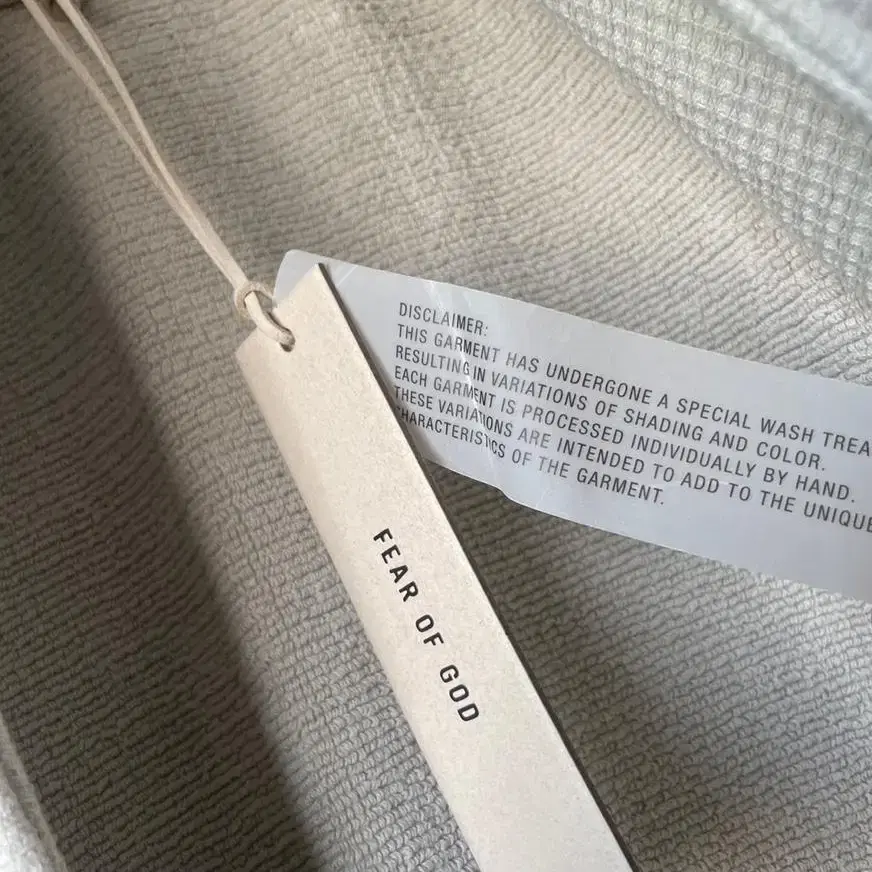 DISCLAIMER:
THIS GARMENT HAS UNDERGONE A SPECIAL WASH TREA
RESULTING IN VARIATIONS OF SHADING AND COLOR.
EACH GARMENT IS PROCESSED INDIVIDUALLY BY HAND.
THESE VARIATIONS ARE INTENDED TO ADD TO THE UNIQUE
CHARACTERISTICS OF THE GARMENT.
FEAR OF GOD